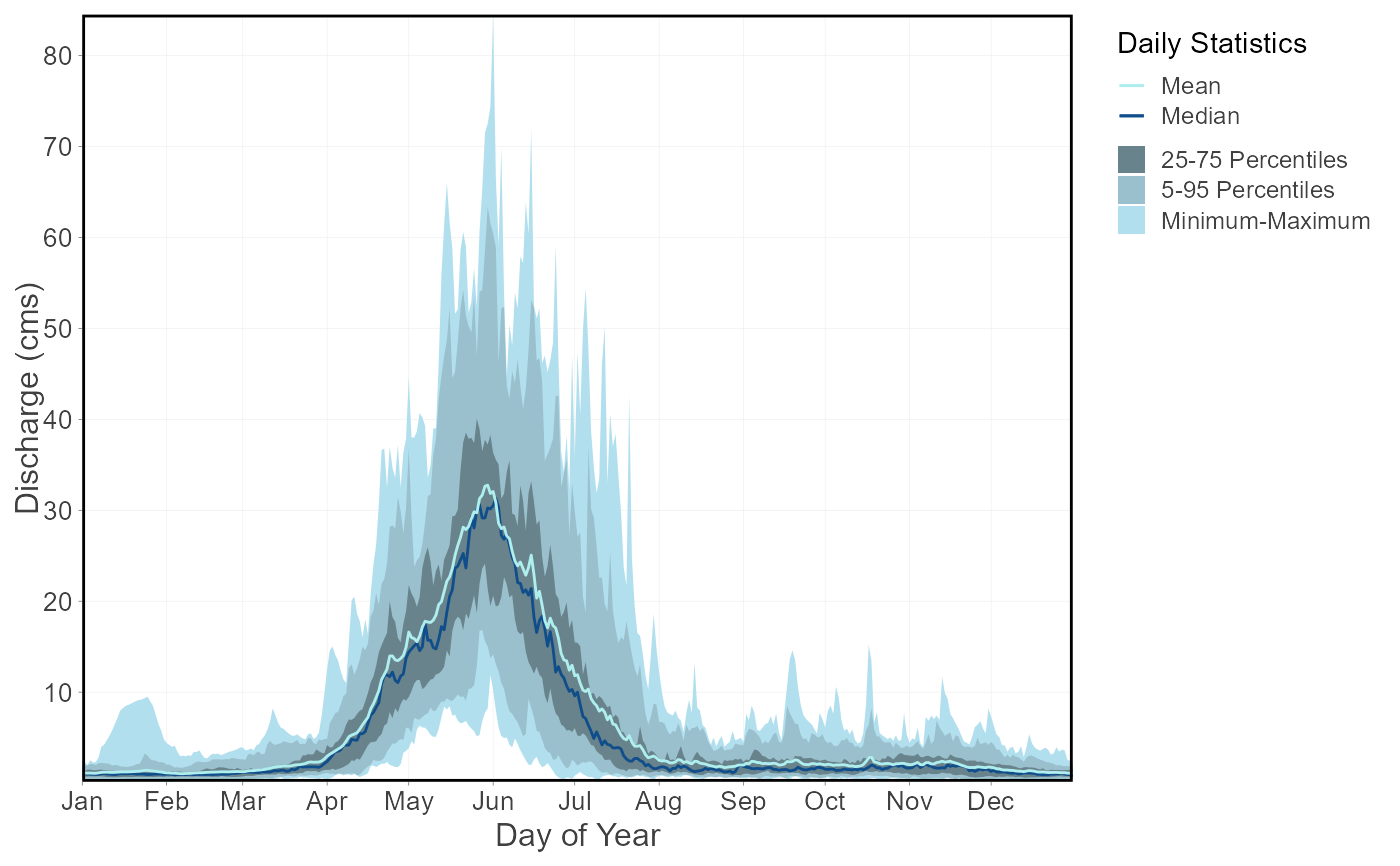 80
70
60
50
40
30
20
10
Discharge (cms)
Jan Feb Mar Apr May Jun Jul Aug Sep Oct Nov Dec
Day of Year
Daily Statistics
Mean
Median
25-75 Percentiles
5-95 Percentiles
Minimum-Maximum